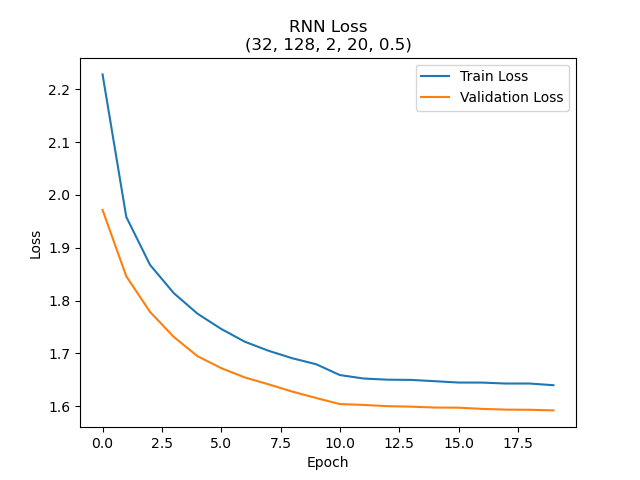 RNN Loss
(32, 128, 2, 20, 0.5)
Train Loss
Validation Loss
2.2
2.1
2.0
1.9
1.8
1.7
1.6
Loss
0.0 2.5 5.0 7.5 10.0 12.5 15.0 17.5
Epoch